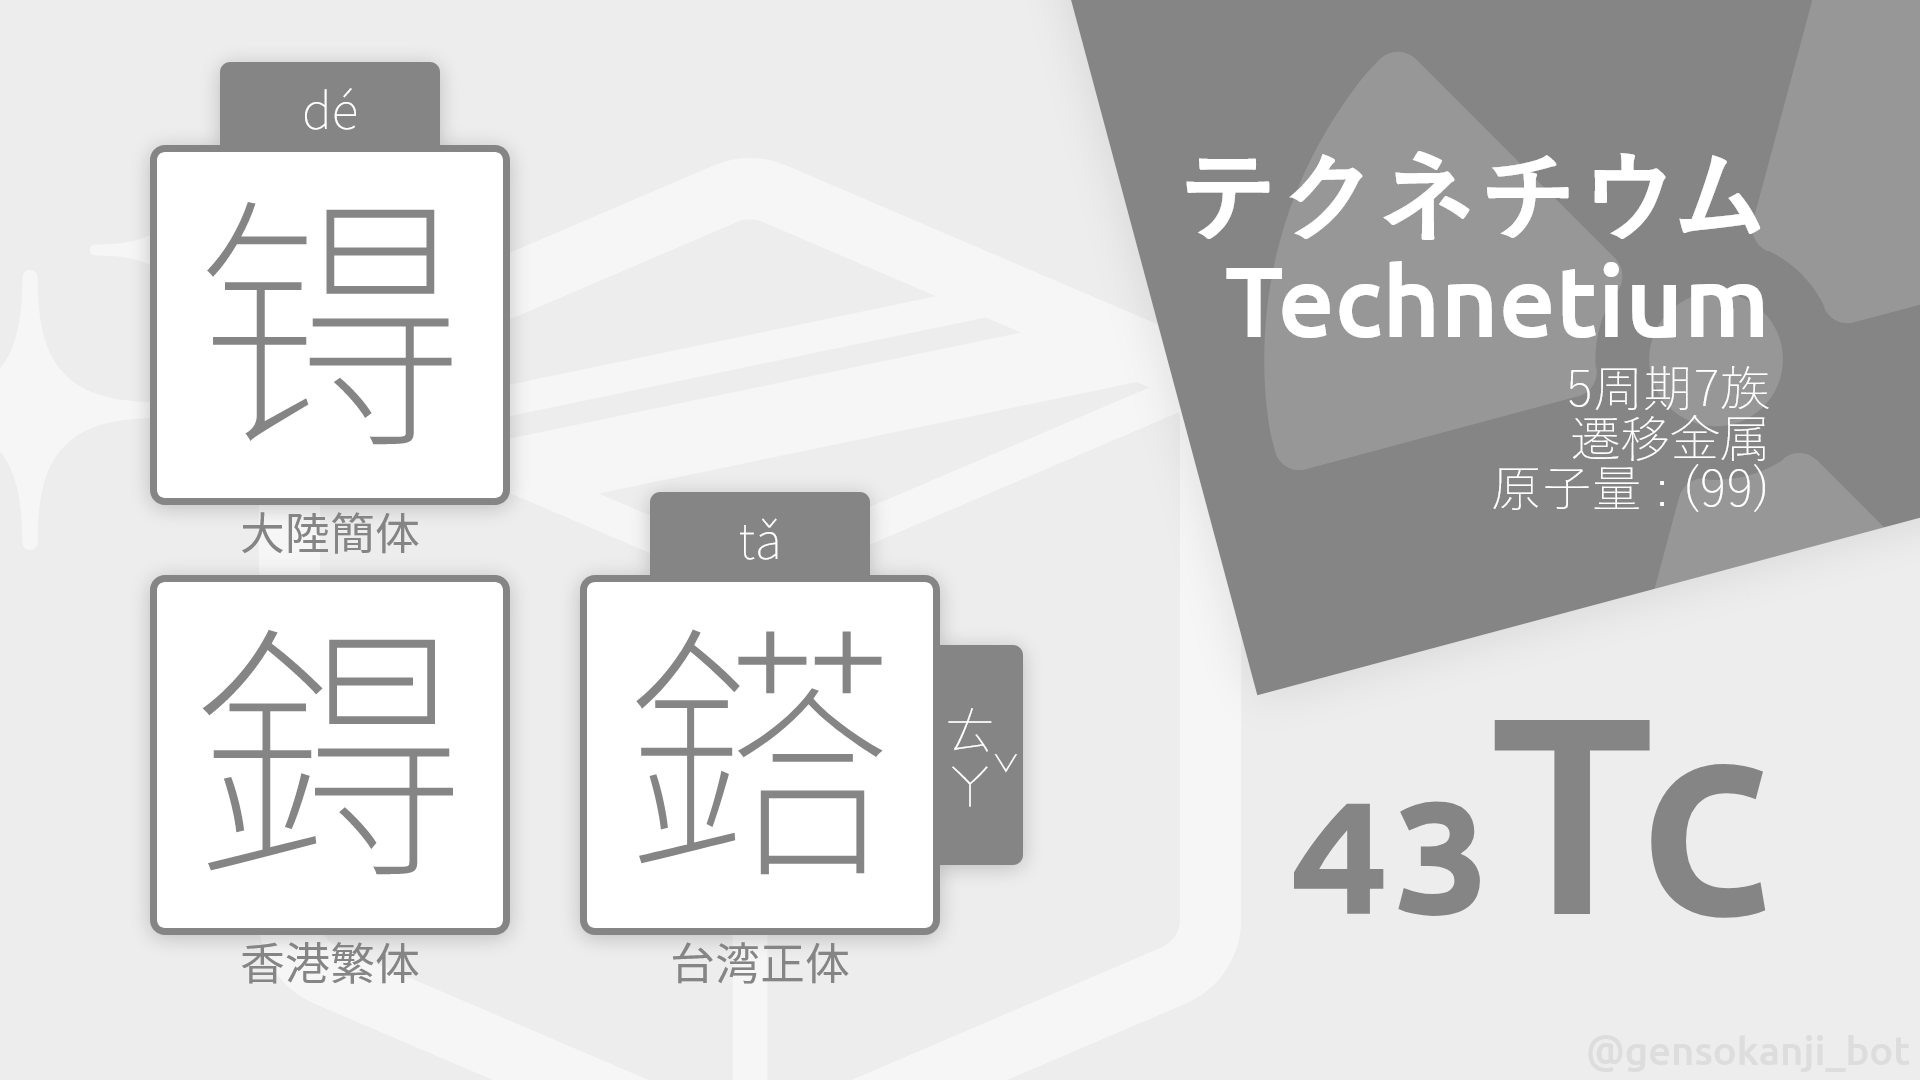 dé
锝
大陸簡体
鍀
香港繁体
tǎ
鎝
ㄊㄚˇ
台湾正体
テクネチウム
Technetium
5周期7族
遷移金属
原子量 : (99)
43Tc
@gensokanji_bot